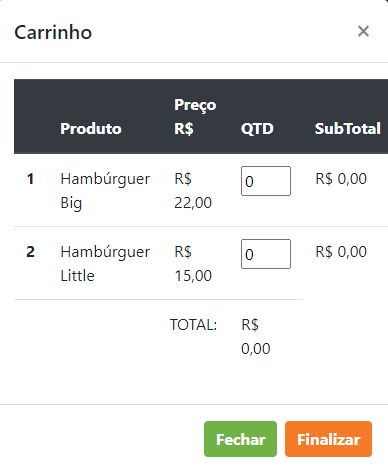 Carrinho ×
Preço
Produto R$ QTD SubTotal
1 Hambúrguer R$ 0 R$ 0,00
Big 22,00
2 Hambúrguer R$ 0 R$ 0,00
Little 15,00
TOTAL: R$
0,00
Fechar Finalizar